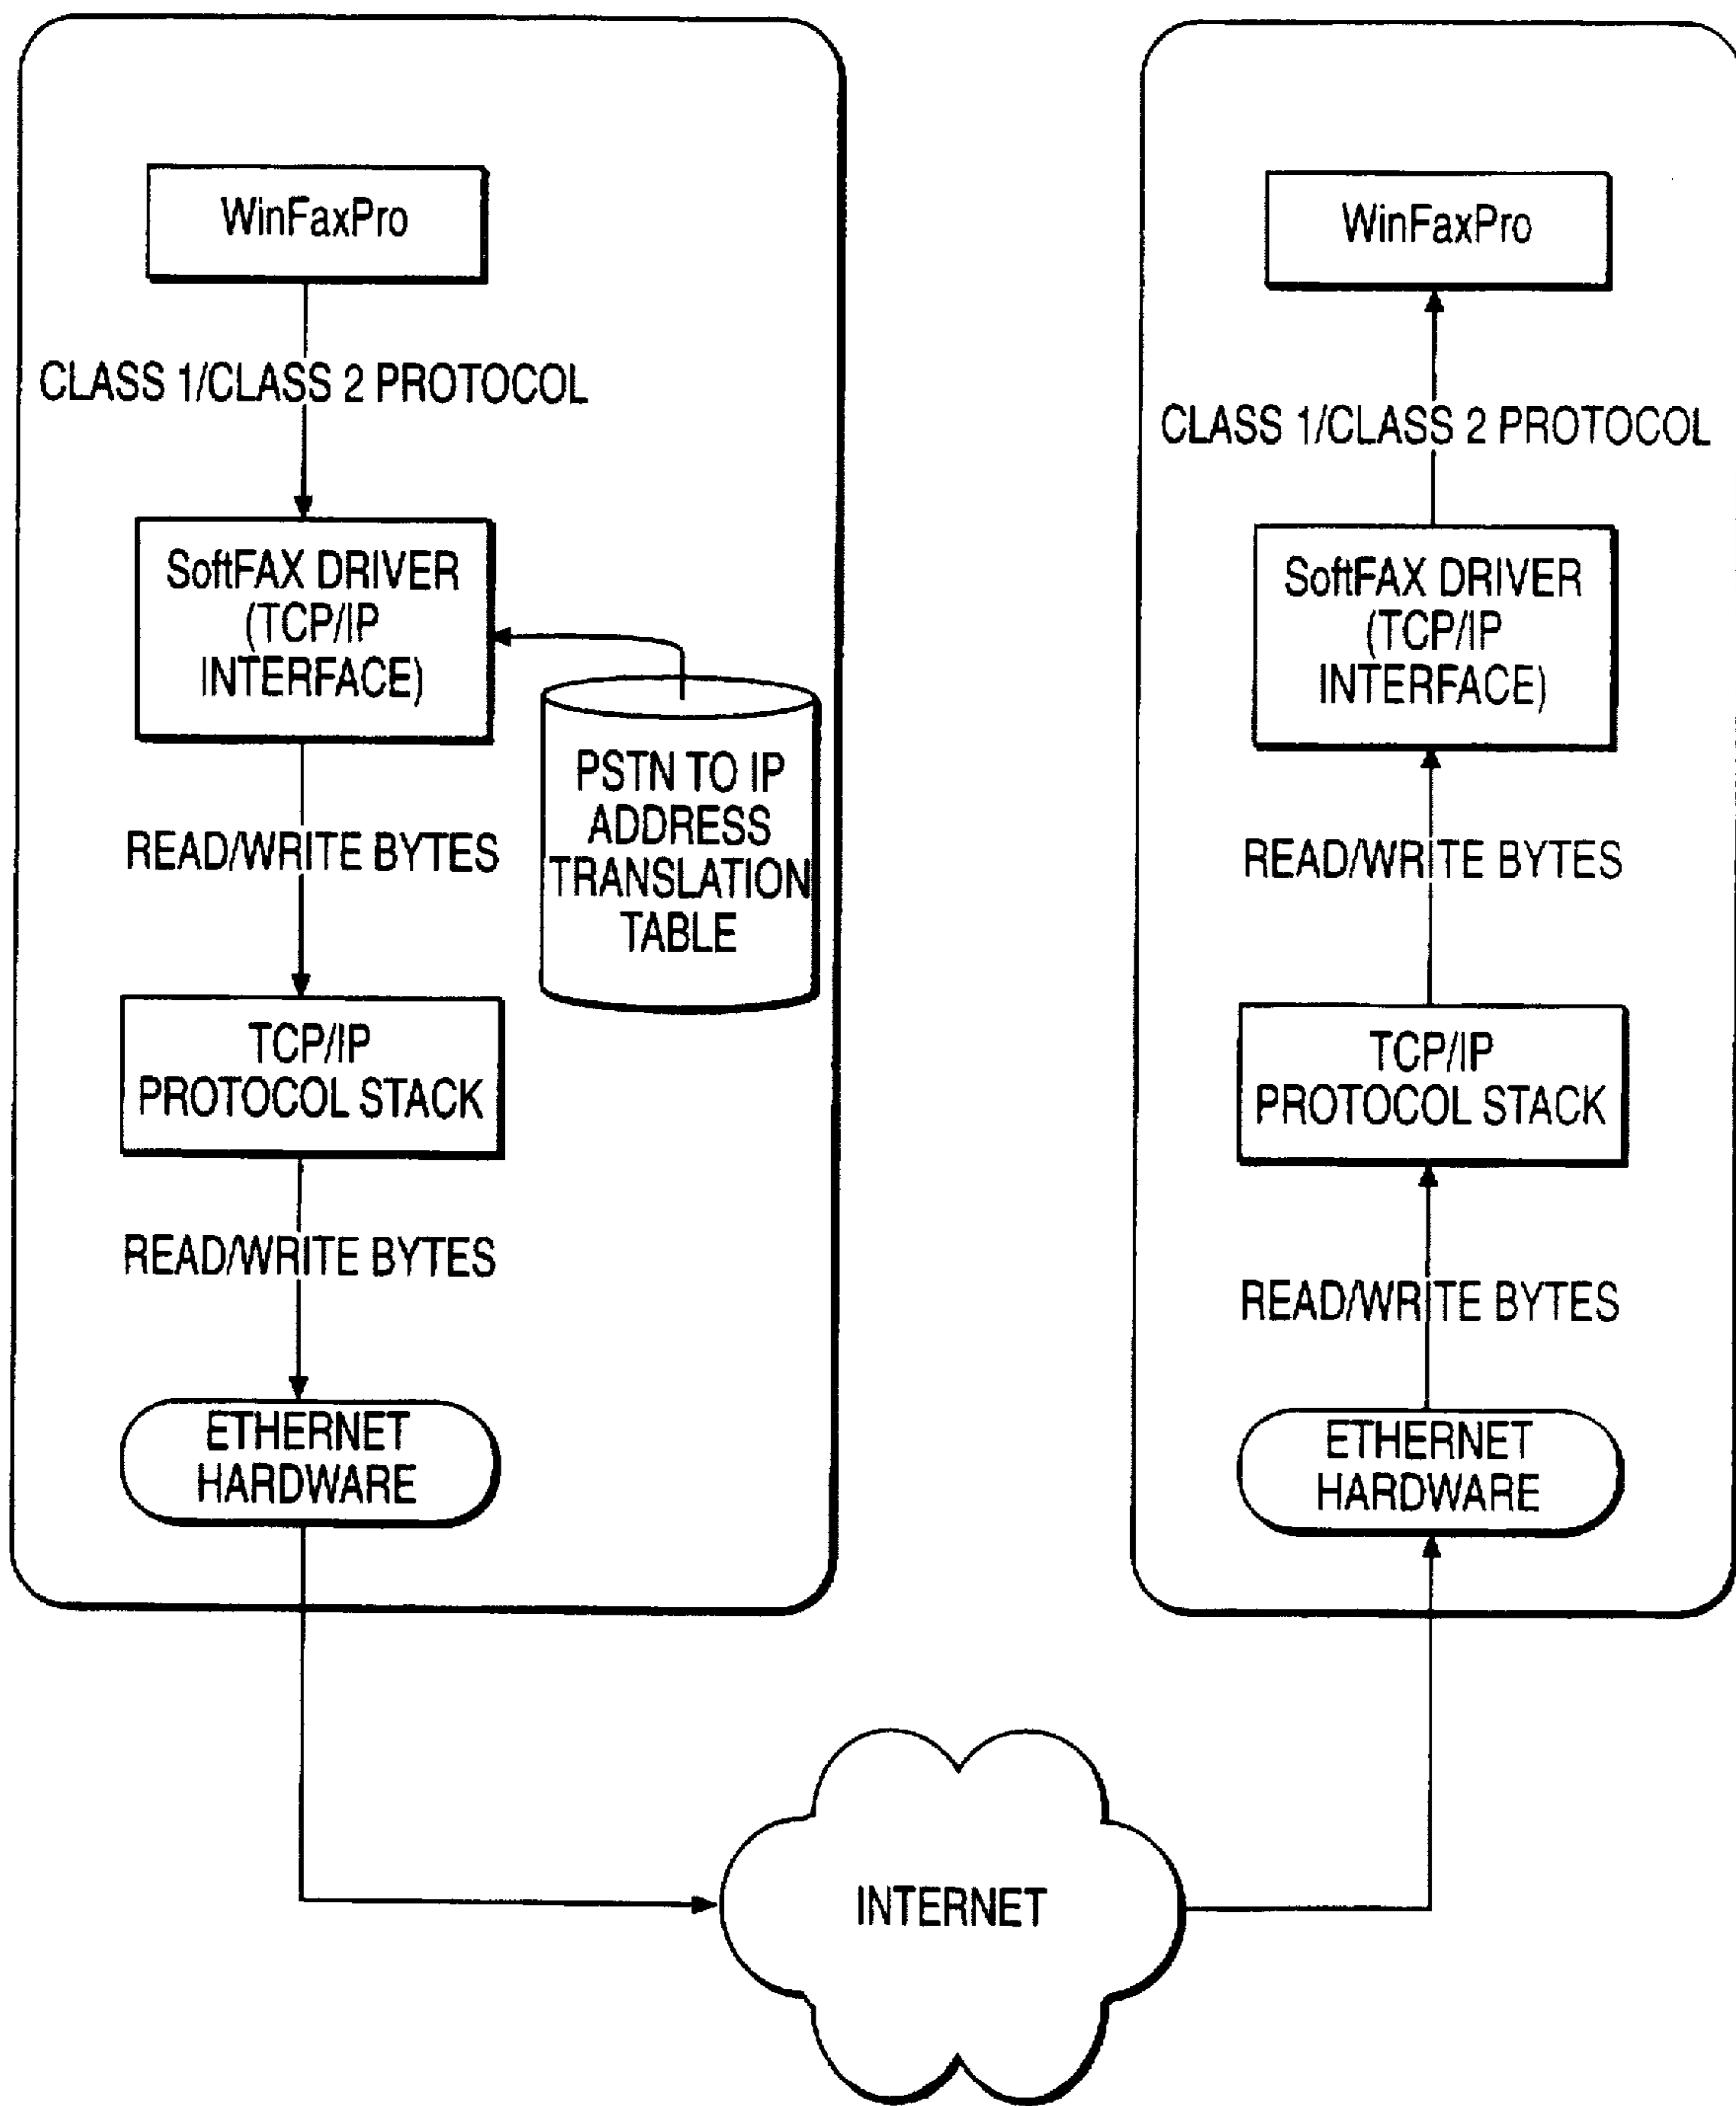 WinFaxPro
CLASS 1/CLASS 2 PROTOCOL
SoftFAX DRIVER
(TCP/IP
INTERFACE)
PSTN TO IP
ADDRESS
TRANSLATION
TABLE
READ/WRITE BYTES
TCP/IP
PROTOCOL STACK
READ/WRITE BYTES
ETHERNET
HARDWARE
INTERNET
WinFaxPro
CLASS 1/CLASS 2 PROTOCOL
SoftFAX DRIVER
(TCP/IP
INTERFACE)
READ/WRITE BYTES
TCP/IP
PROTOCOL STACK
READ/WRITE BYTES
ETHERNET
HARDWARE